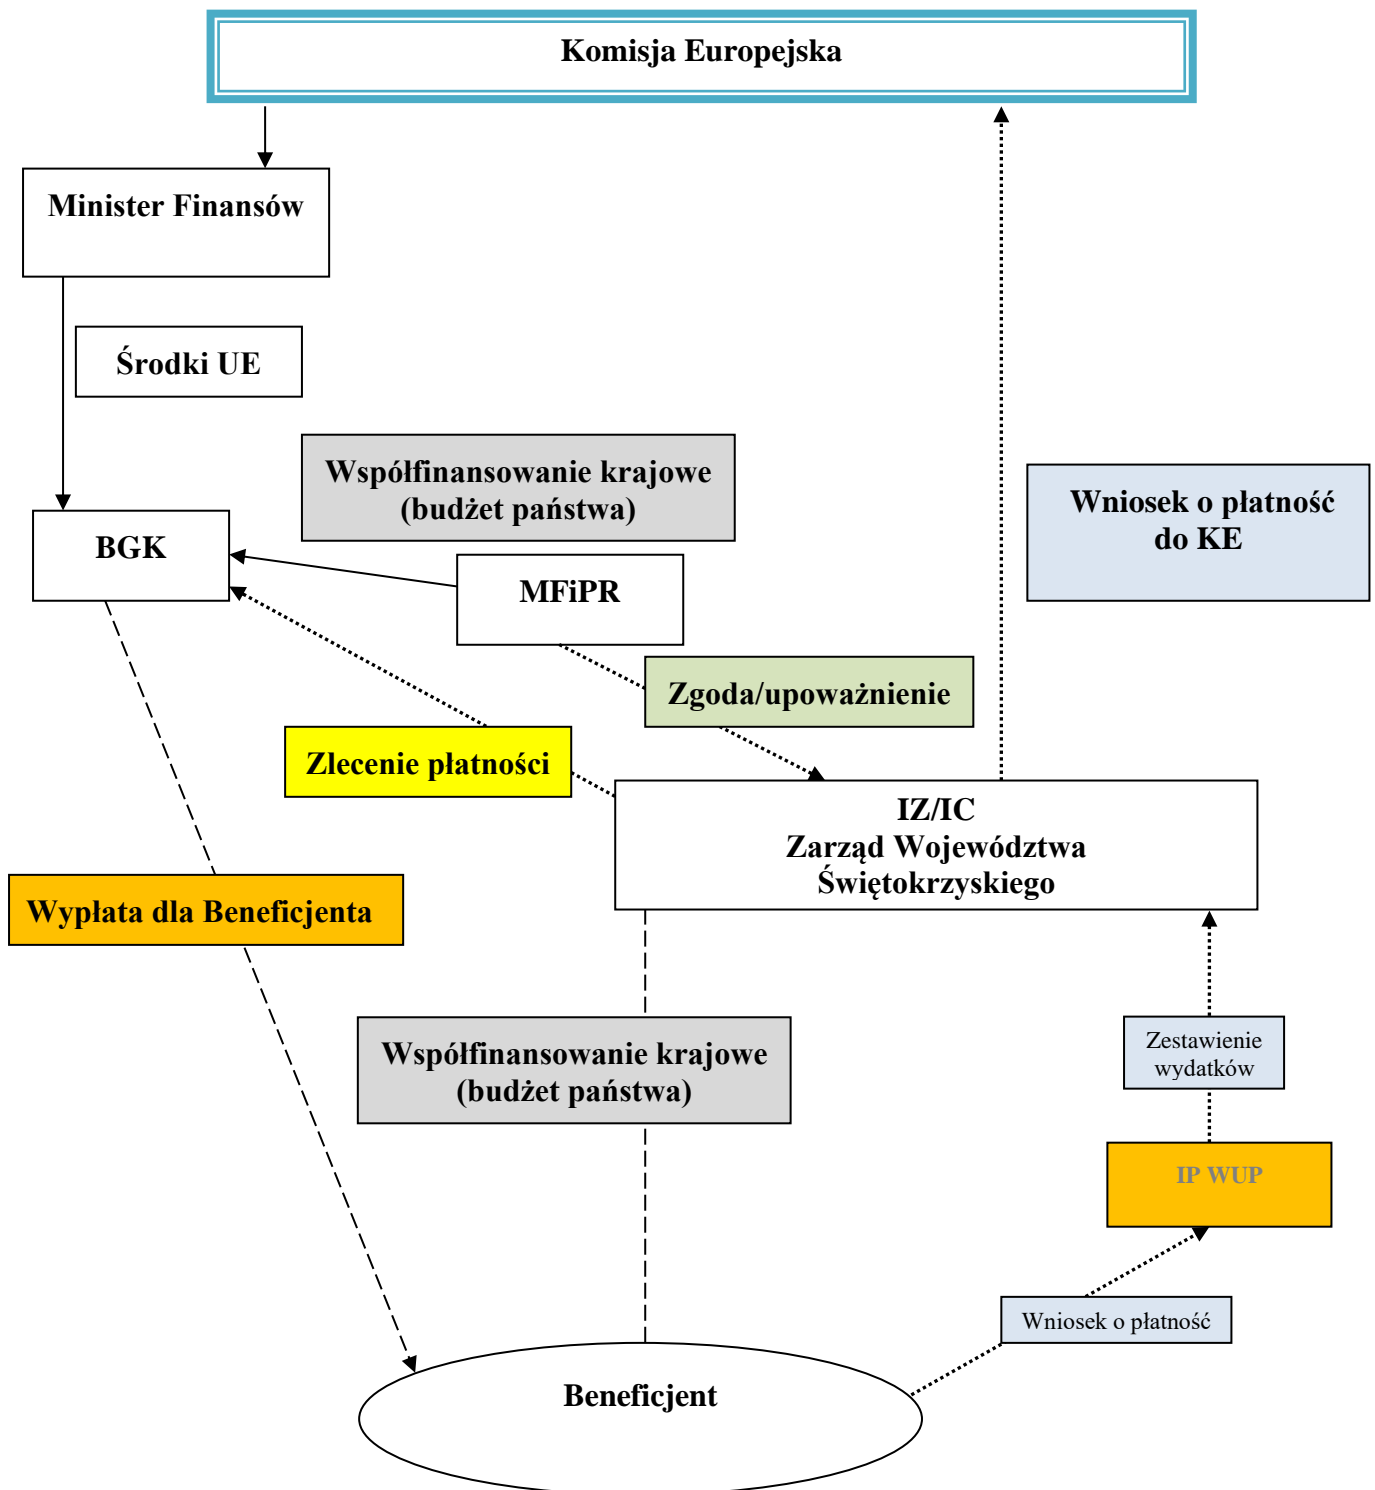 Komisja Europejska
Minister Finansów
Środki UE
Współfinansowanie krajowe
(budżet państwa)
Wniosek o płatność
do KE
BGK
MFiPR
Zgoda/upoważnienie
Zlecenie płatności
IZ/IC
Zarząd Województwa
Świętokrzyskiego
Wypłata dla Beneficjenta
Współfinansowanie krajowe
(budżet państwa)
Zestawienie
wydatków
IP WUP
Wniosek o płatność
Beneficjent